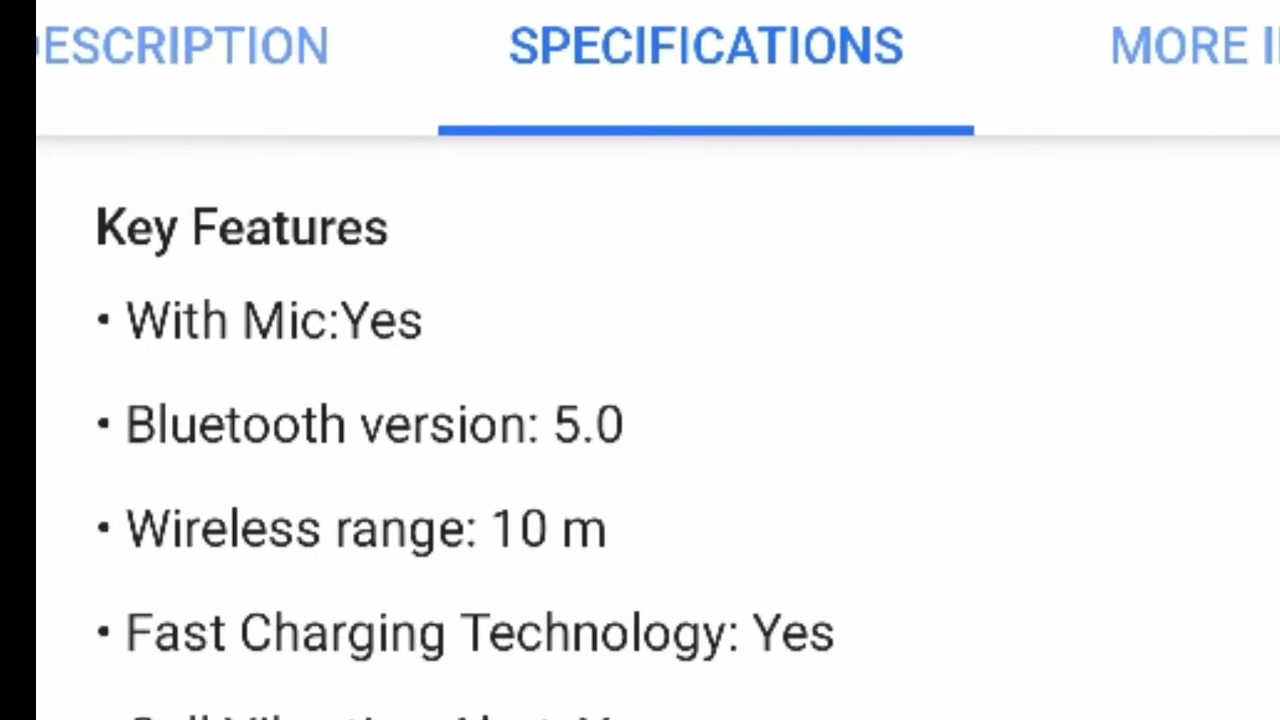 ESCRIPTION SPECIFICATIONS MORE
Key Features
• With Mic:Yes
• Bluetooth version: 5.0
• Wireless range: 10 m
• Fast Charging Technology: Yes